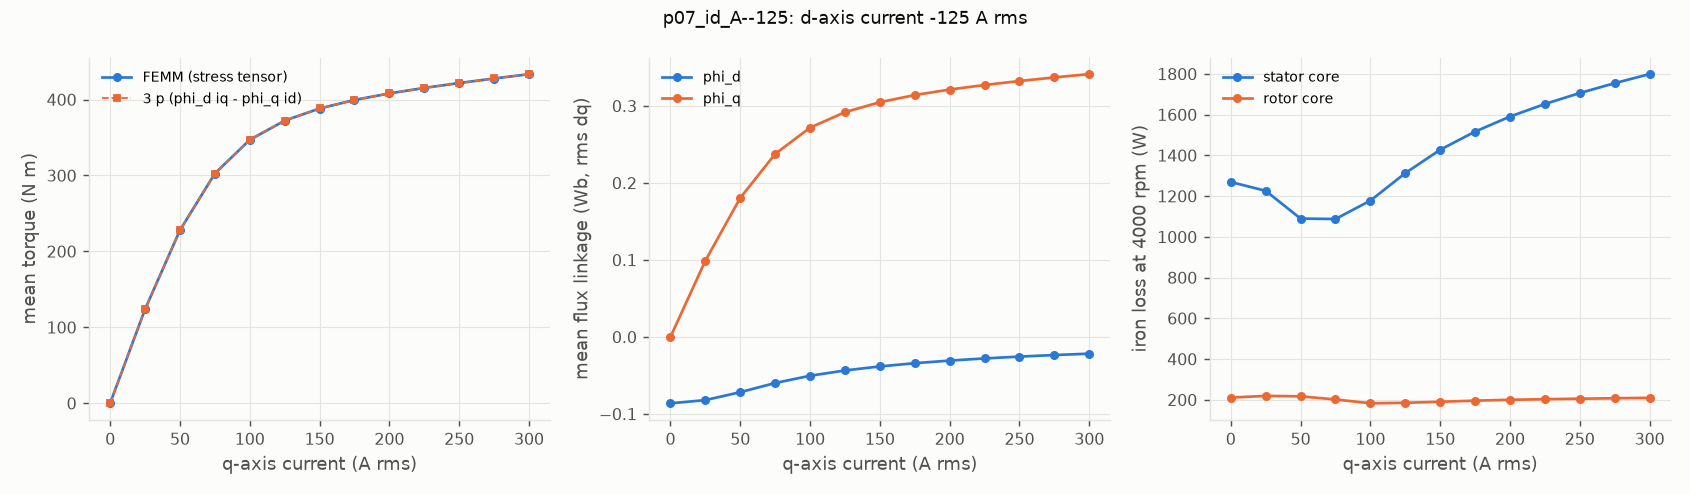 p07_id_A--125: d-axis current -125 A rms
mean torque (N m)
400
300
200
100
0
FEMM (stress tensor)
3 p (phi_d iq - phi_q id)
0 50 100 150 200 250 300
q-axis current (A rms)
mean flux linkage (Wb, rms dq)
0.3
0.2
0.1
0.0
−0.1
phi_d
phi_q
0 50 100 150 200 250 300
q-axis current (A rms)
iron loss at 4000 rpm (W)
1800
1600
1400
1200
1000
800
600
400
200
stator core
rotor core
0 50 100 150 200 250 300
q-axis current (A rms)